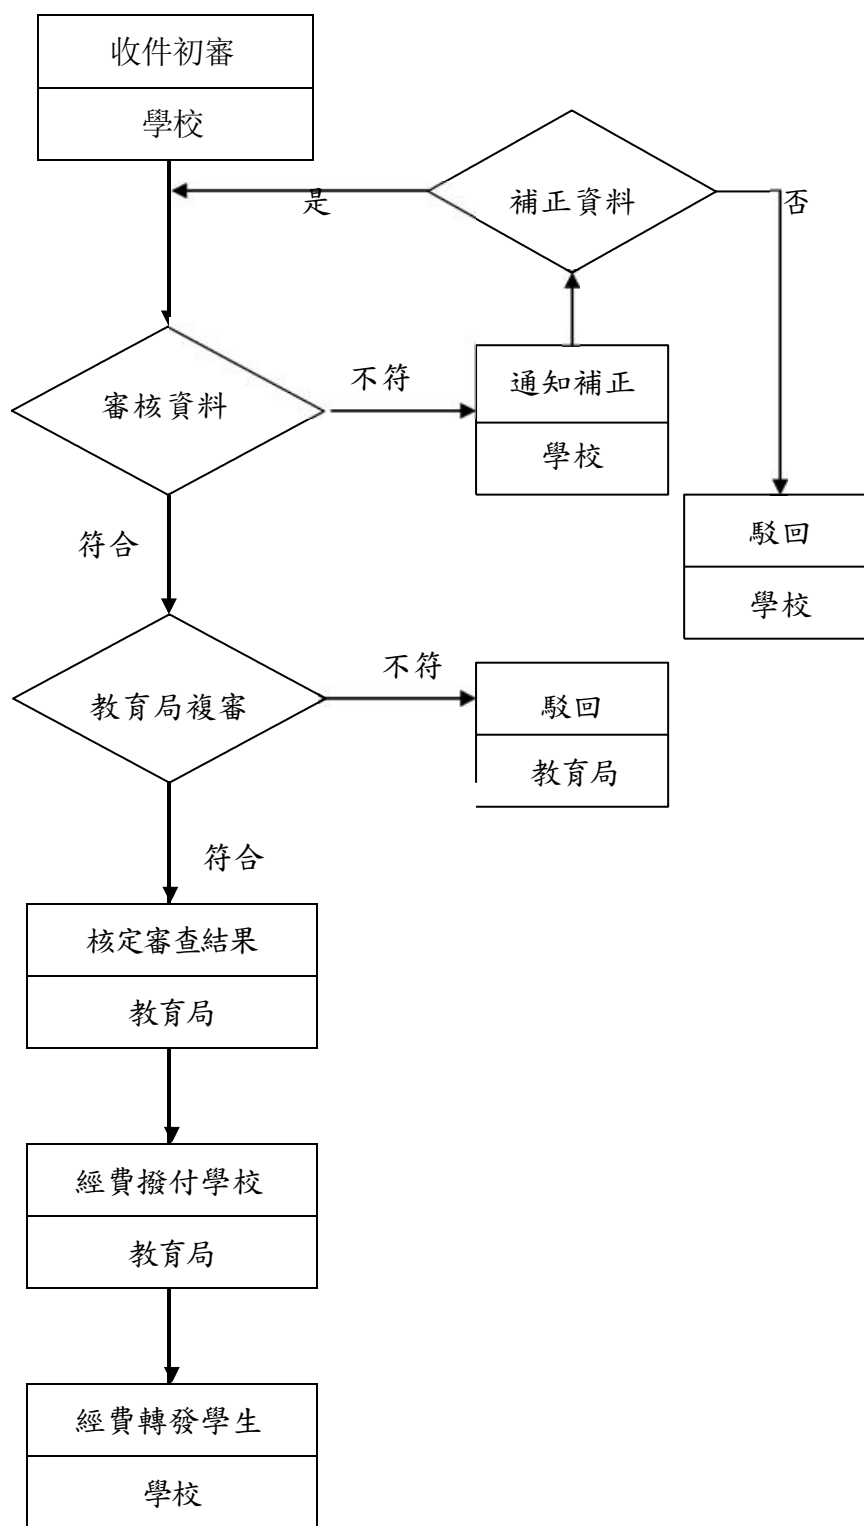 收件初審
學校
補正資料
是
否
審核資料
不符
通知補正
學校
駁回
學校
符合
教育局複審
不符
駁回
教育局
符合
核定審查結果
教育局
經費撥付學校
教育局
經費轉發學生
學校